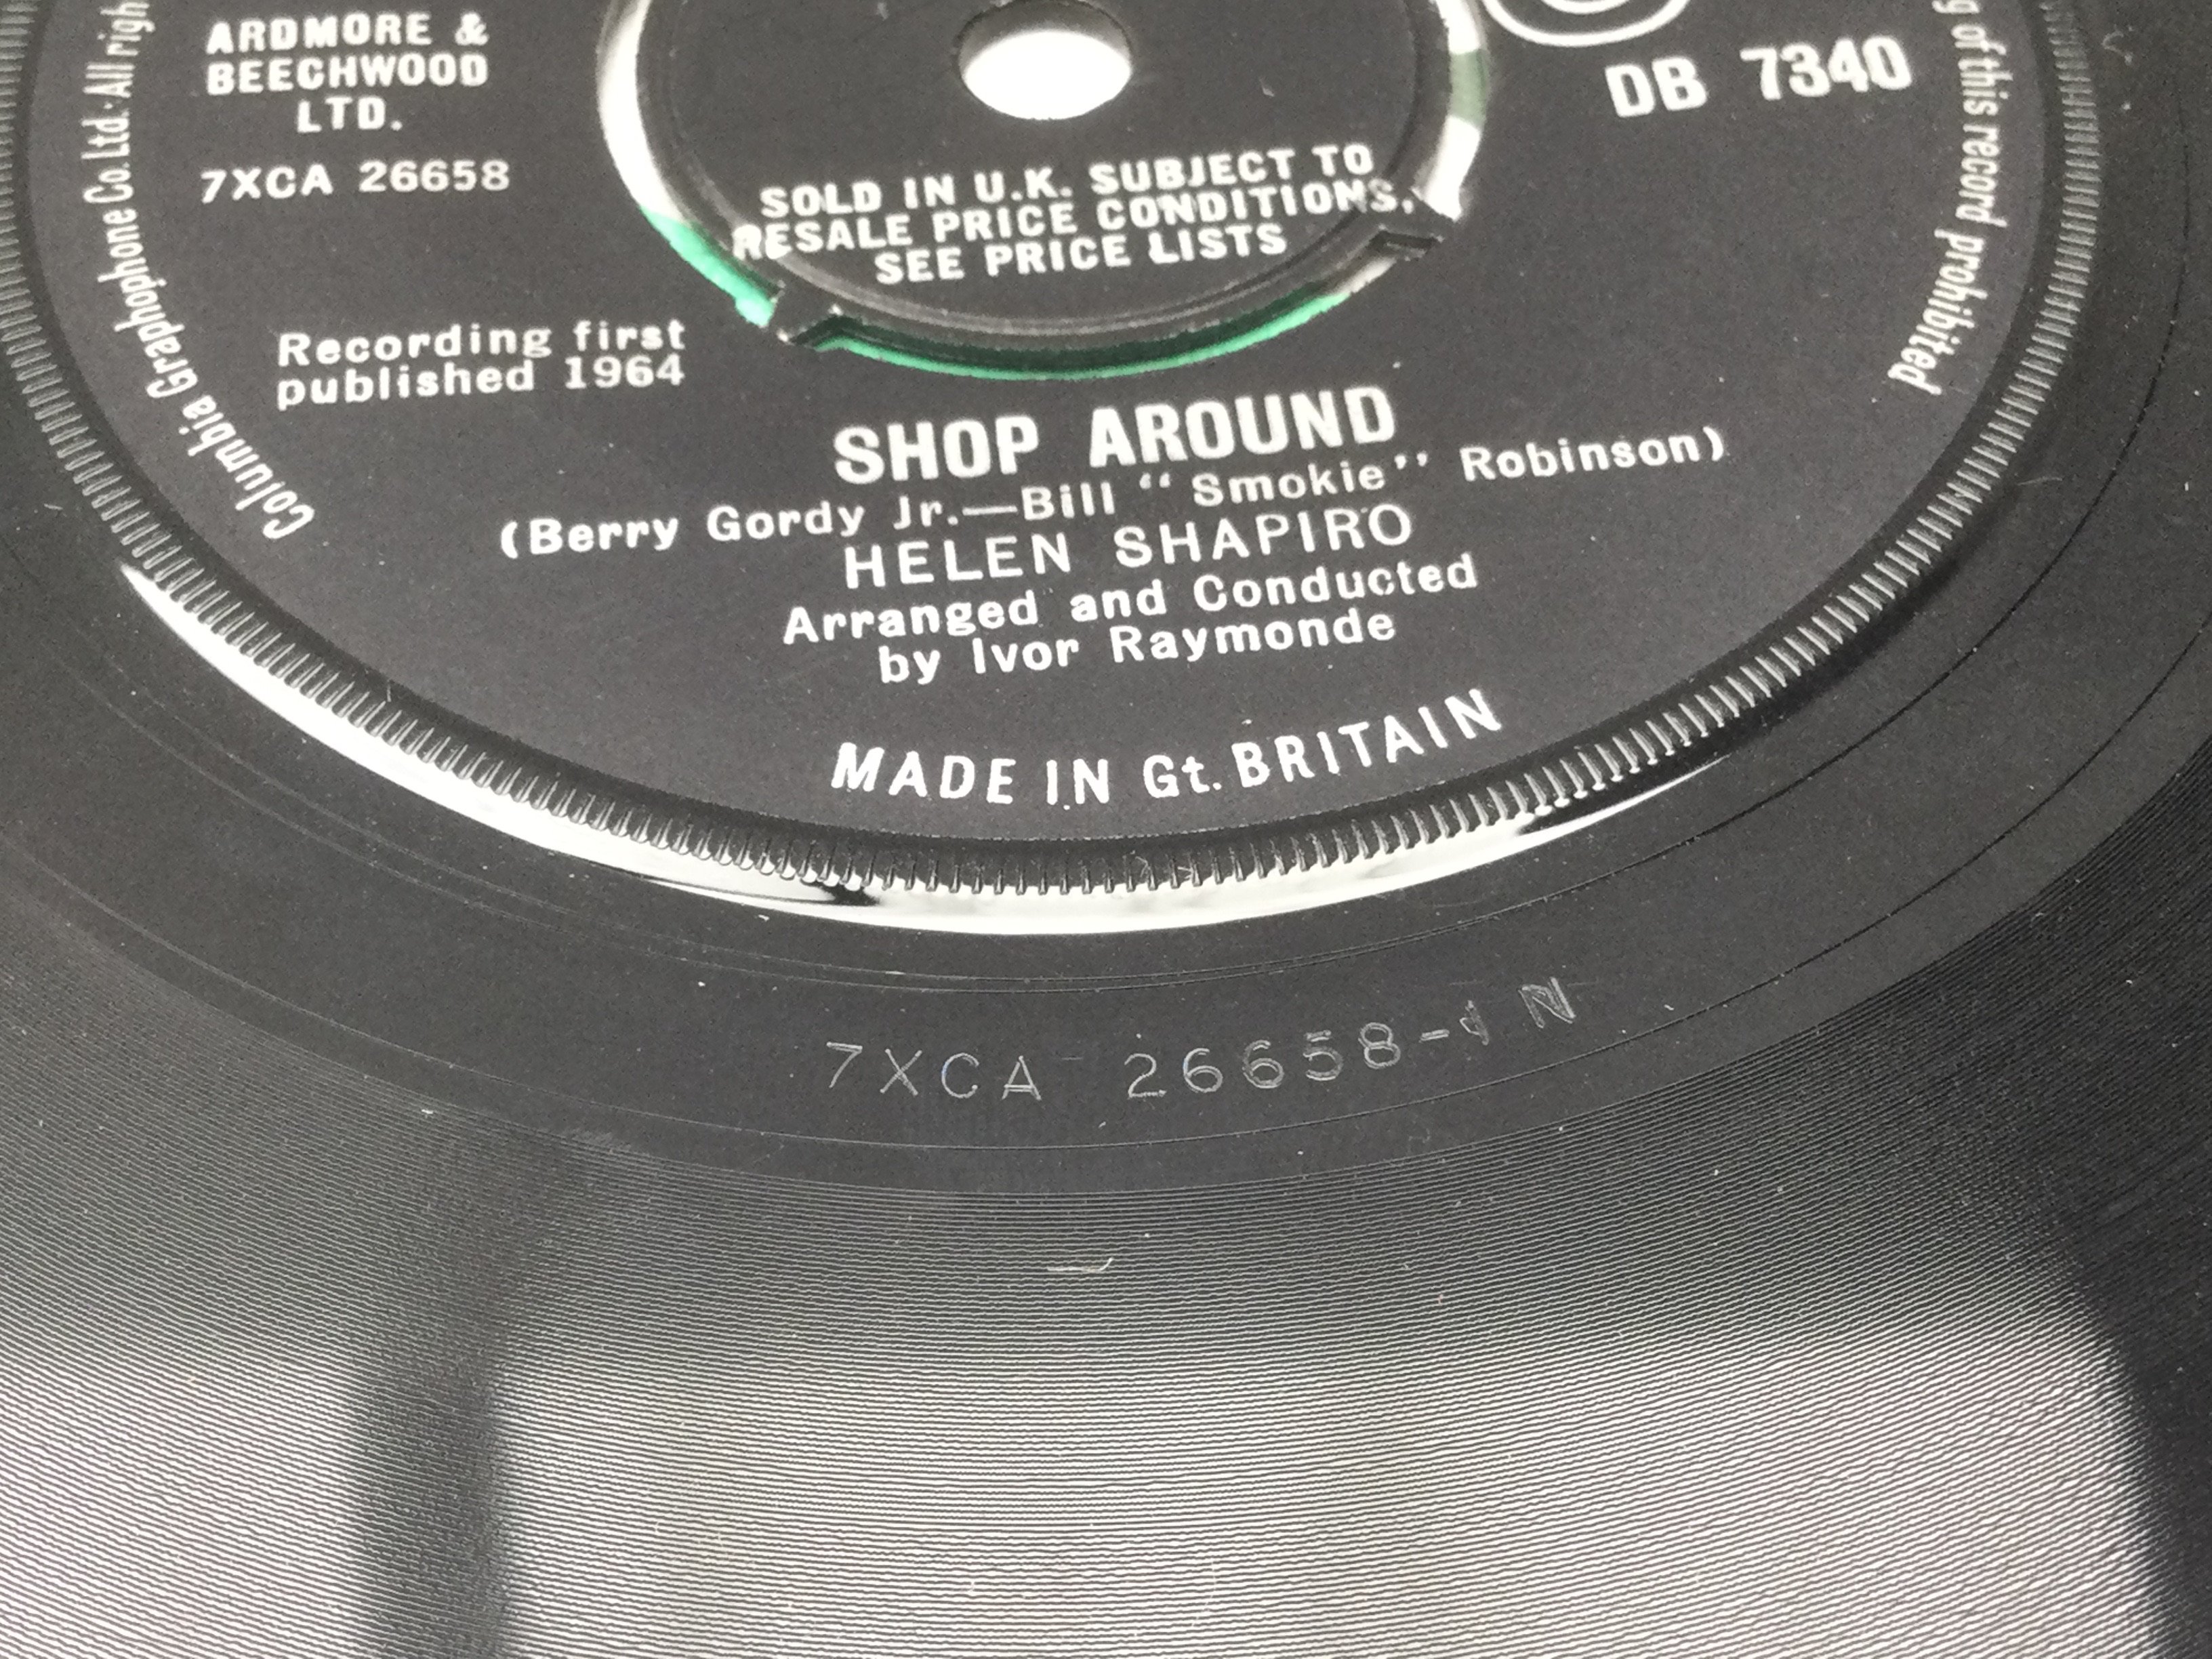 ARDMORE &
BEECHWOOD
LTD.
7XCA 26658
DB 7340
SOLD IN U.K. SUBJECT TO
RESALE PRICE CONDITIONS,
SEE PRICE LISTS
Recording first
published 1964
SHOP AROUND
(Berry Gordy Jr.—Bill “Smokie” Robinson)
HELEN SHAPIRO
Arranged and Conducted
by Ivor Raymonde
MADE IN Gt. BRITAIN
Columbia Graphophone Co. Ltd. All
of this record prohibited
7XCA 26658-1 N